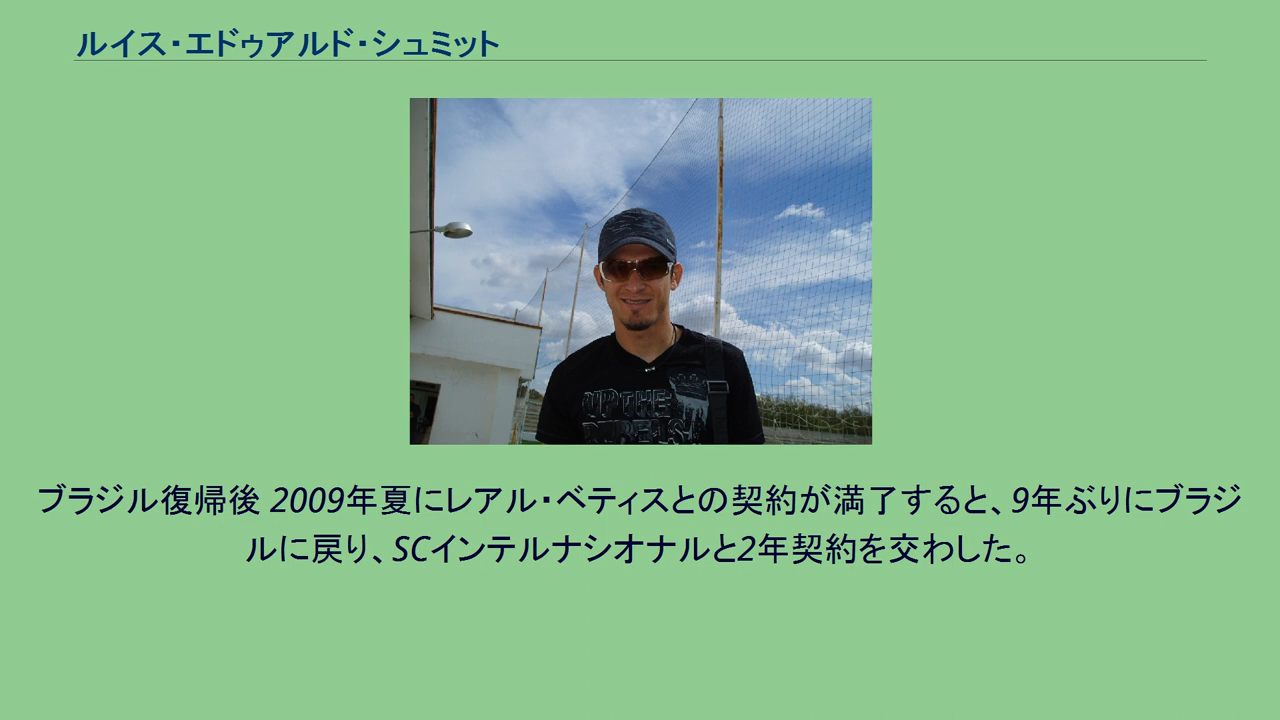 ルイス・エドゥアルド・シュミット
UP THE
ブラジル復帰後 2009年夏にレアル・ベティスとの契約が満了すると、9年ぶりにブラジ
ルに戻り、SCインテルナシオナルと2年契約を交わした。